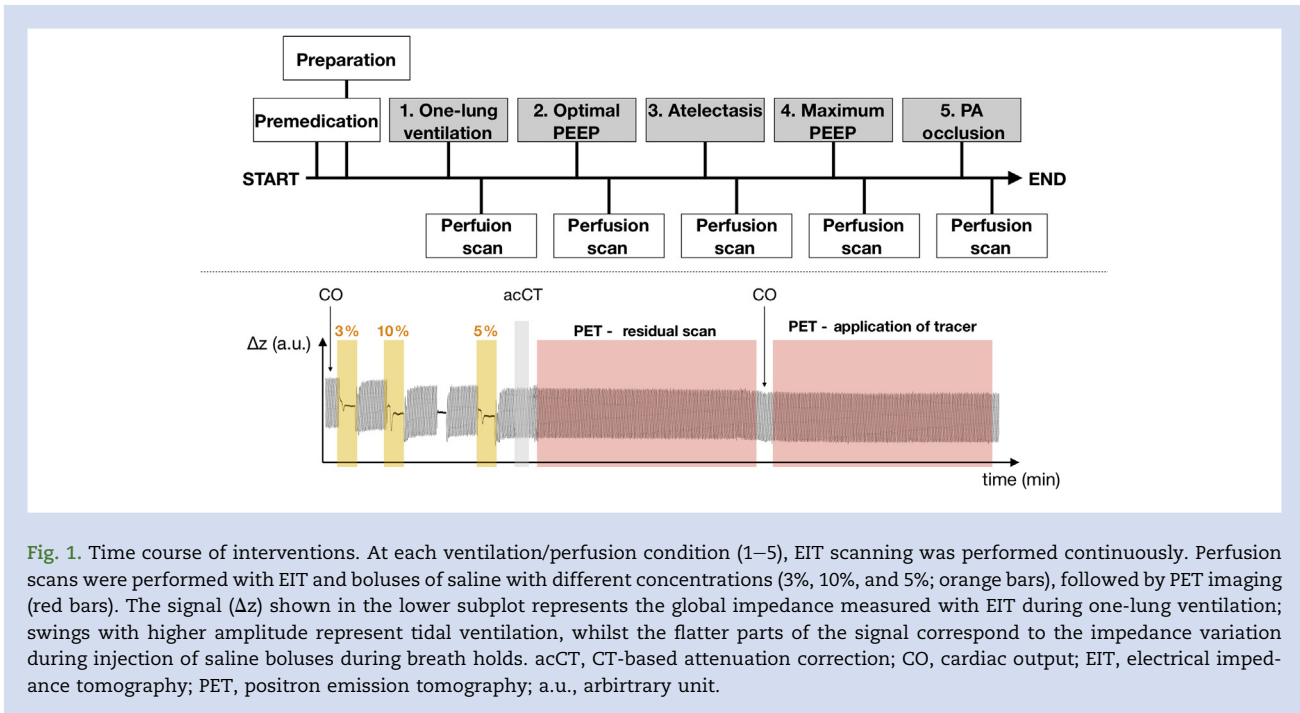 Preparation
Premedication
1. One-lung
ventilation
2. Optimal
PEEP
3. Atelectasis
4. Maximum
PEEP
5. PA
occlusion
START
END
Perfuion
scan
Perfusion
scan
Perfusion
scan
Perfusion
scan
Perfusion
scan
CO
acCT
CO
3%
10%
5%
PET - residual scan
PET - application of tracer
Δz (a.u.)
time (min)
Fig. 1. Time course of interventions. At each ventilation/perfusion condition (1–5), EIT scanning was performed continuously. Perfusion
scans were performed with EIT and boluses of saline with different concentrations (3%, 10%, and 5%; orange bars), followed by PET imaging
(red bars). The signal (Δz) shown in the lower subplot represents the global impedance measured with EIT during one-lung ventilation;
swings with higher amplitude represent tidal ventilation, whilst the flatter parts of the signal correspond to the impedance variation
during injection of saline boluses during breath holds. acCT, CT-based attenuation correction; CO, cardiac output; EIT, electrical imped-
ance tomography; PET, positron emission tomography; a.u., arbirtrary unit.